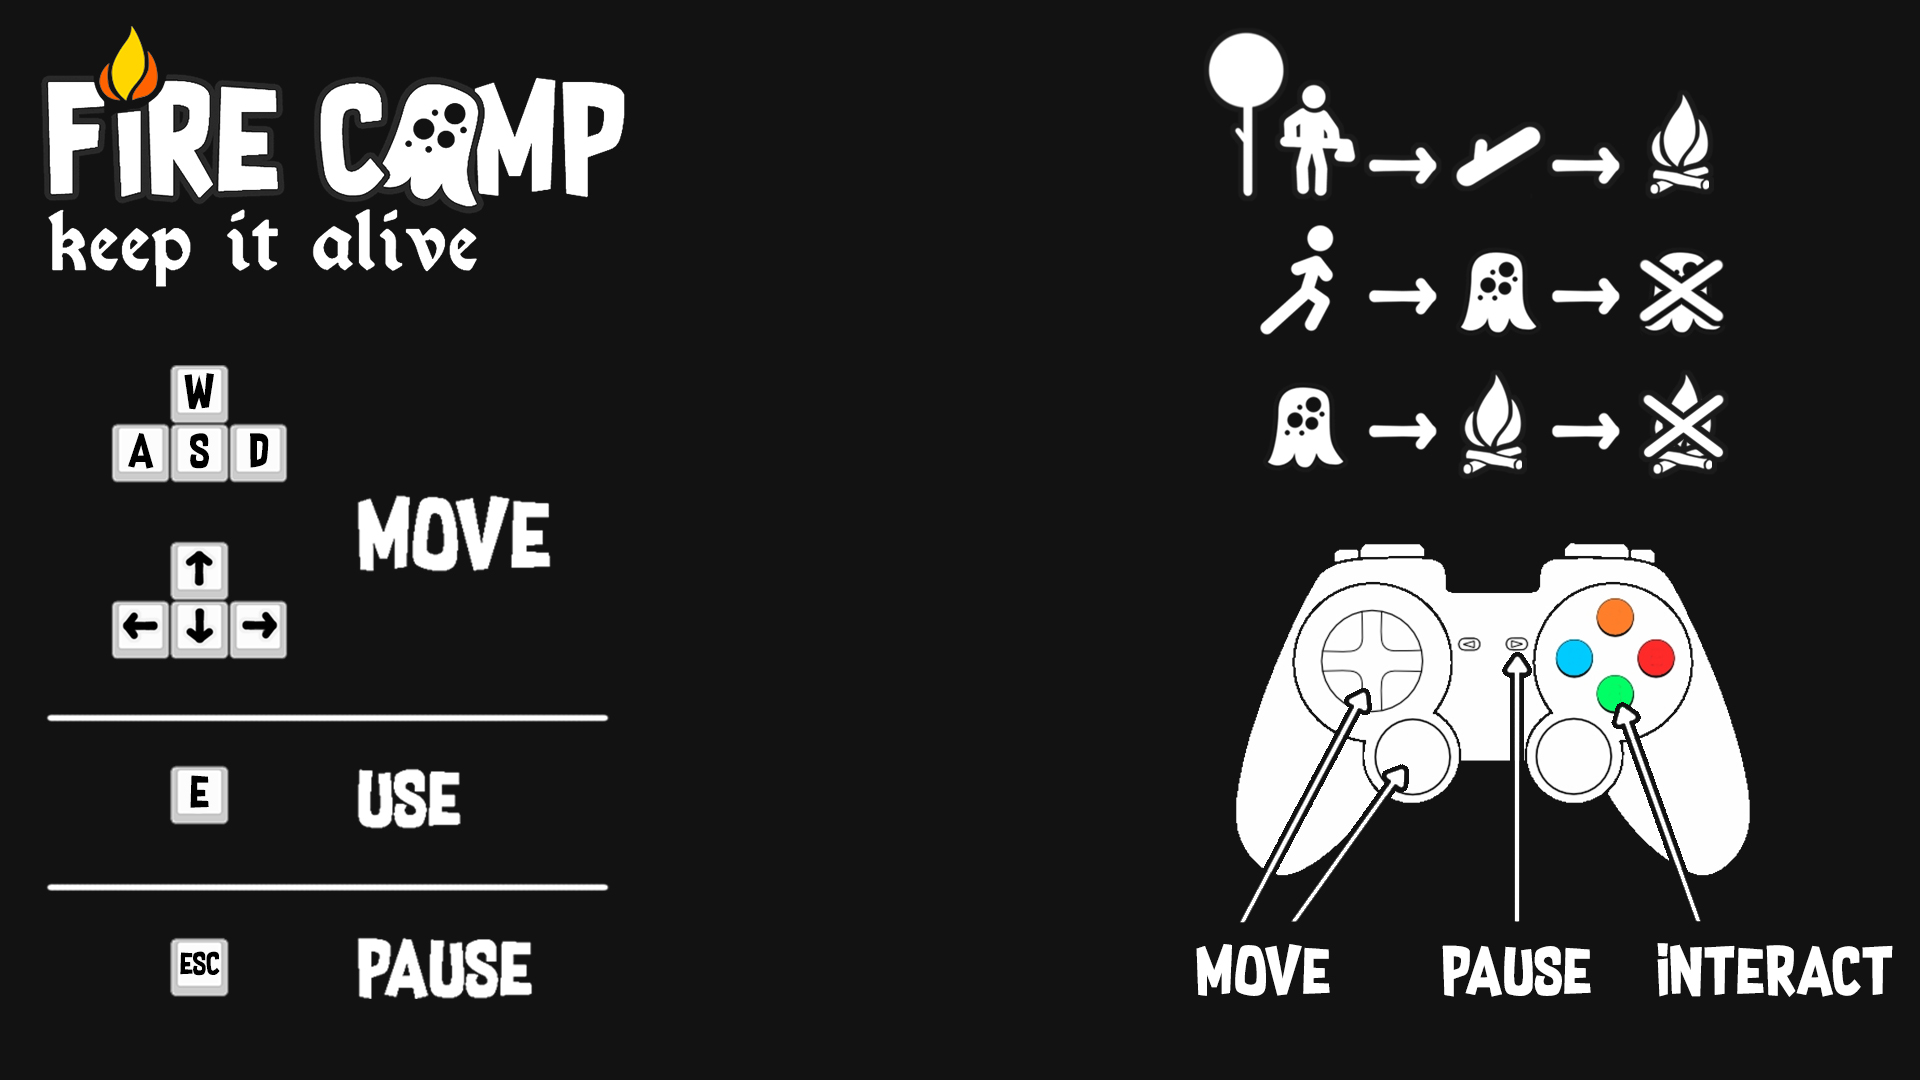 FiRE CAMP
keep it alive
W
A S D
MOVE
↑
← ↓ →
E USE
ESC PAUSE
MOVE PAUSE iNTERACT